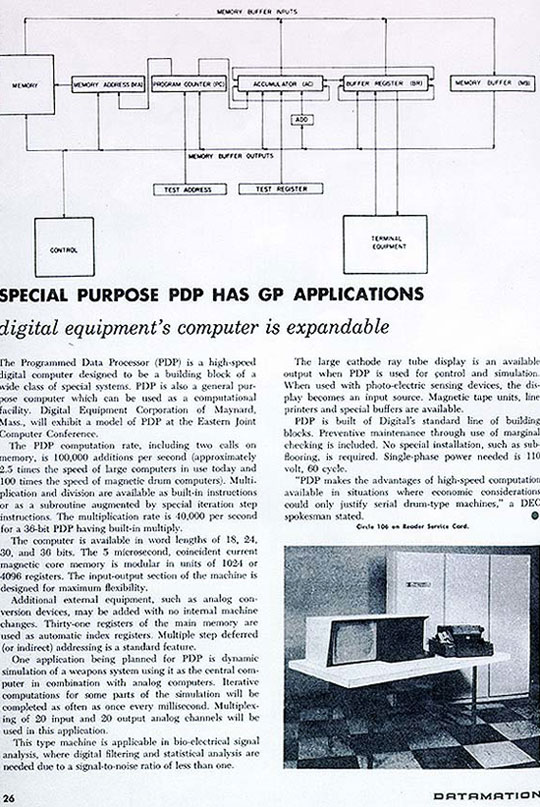 MEMORY BUFFER INPUTS
MEMORY
MEMORY ADDRESS (MA)
PROGRAM COUNTER (PC)
ACCUMULATOR (AC)
BUFFER REGISTER (BR)
MEMORY BUFFER (MB)
ADD
MEMORY BUFFER OUTPUTS
TEST ADDRESS
TEST REGISTER
CONTROL
TERMINAL
EQUIPMENT
SPECIAL PURPOSE PDP HAS GP APPLICATIONS
digital equipment's computer is expandable
The Programmed Data Processor (PDP) is a high-speed
digital computer designed to be a building block of a
wide class of special systems. PDP is also a general pur-
pose computer which can be used as a computational
facility. Digital Equipment Corporation of Maynard,
Mass., will exhibit a model of PDP at the Eastern Joint
Computer Conference.
The PDP computation rate, including two calls on
memory, is 100,000 additions per second (approximately
2.5 times the speed of large computers in use today and
100 times the speed of magnetic drum computers). Multi-
plication and division are available as built-in instructions
or as a subroutine augmented by special iteration step
instructions. The multiplication rate is 40,000 per second
for a 36-bit PDP having built-in multiply.
The computer is available in word lengths of 18, 24,
30, and 36 bits. The 5 microsecond, coincident current
magnetic core memory is modular in units of 1024 or
4096 registers. The input-output section of the machine is
designed for maximum flexibility.
Additional external equipment, such as analog con-
version devices, may be added with no internal machine
changes. Thirty-one registers of the main memory are
used as automatic index registers. Multiple step deferred
(or indirect) addressing is a standard feature.
One application being planned for PDP is dynamic
simulation of a weapons system using it as the central com-
puter in combination with analog computers. Iterative
computations for some parts of the simulation will be
completed as often as once every millisecond. Multiplex-
ing of 20 input and 20 output analog channels will be
used in this application.
This type machine is applicable in bio-electrical signal
analysis, where digital filtering and statistical analysis are
needed due to a signal-to-noise ratio of less than one.
The large cathode ray tube display is an available
output when PDP is used for control and simulation.
When used with photo-electric sensing devices, the dis-
play becomes an input source. Magnetic tape units, line
printers and special buffers are available.
PDP is built of Digital's standard line of building
blocks. Preventive maintenance through use of marginal
checking is included. No special installation, such as sub-
flooring, is required. Single-phase power needed is 110
volt, 60 cycle.
"PDP makes the advantages of high-speed computation
available in situations where economic considerations
could only justify serial drum-type machines," a DEC
spokesman stated.
Circle 106 on Reader Service Card.
26
DATAMATION